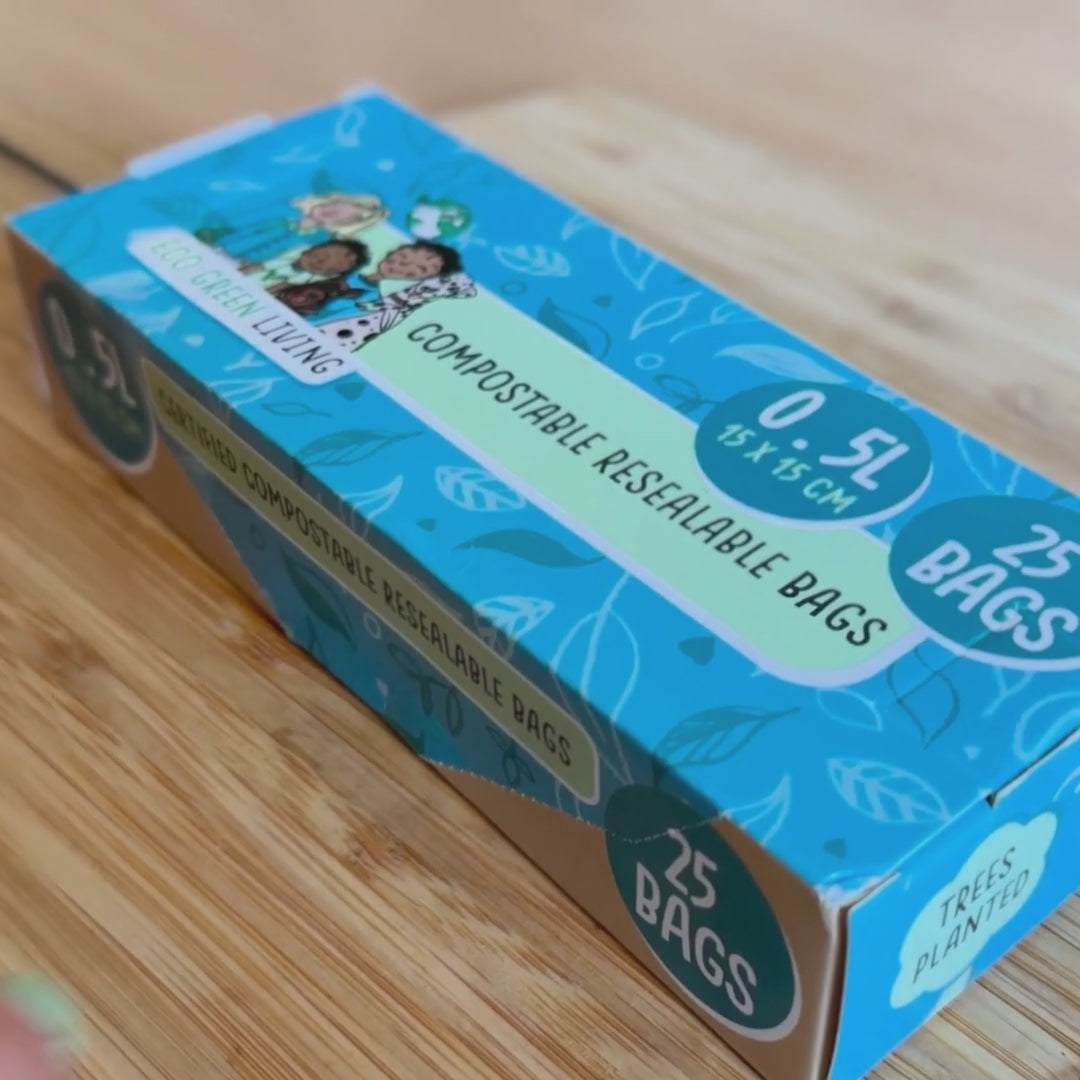 ECO GREEN LIVING
COMPOSTABLE RESEALABLE BAGS
0.5L
15 X 15 CM
25
BAGS
0.5L
CERTIFIED COMPOSTABLE RESEALABLE BAGS
25
BAGS
TREES
PLANTED